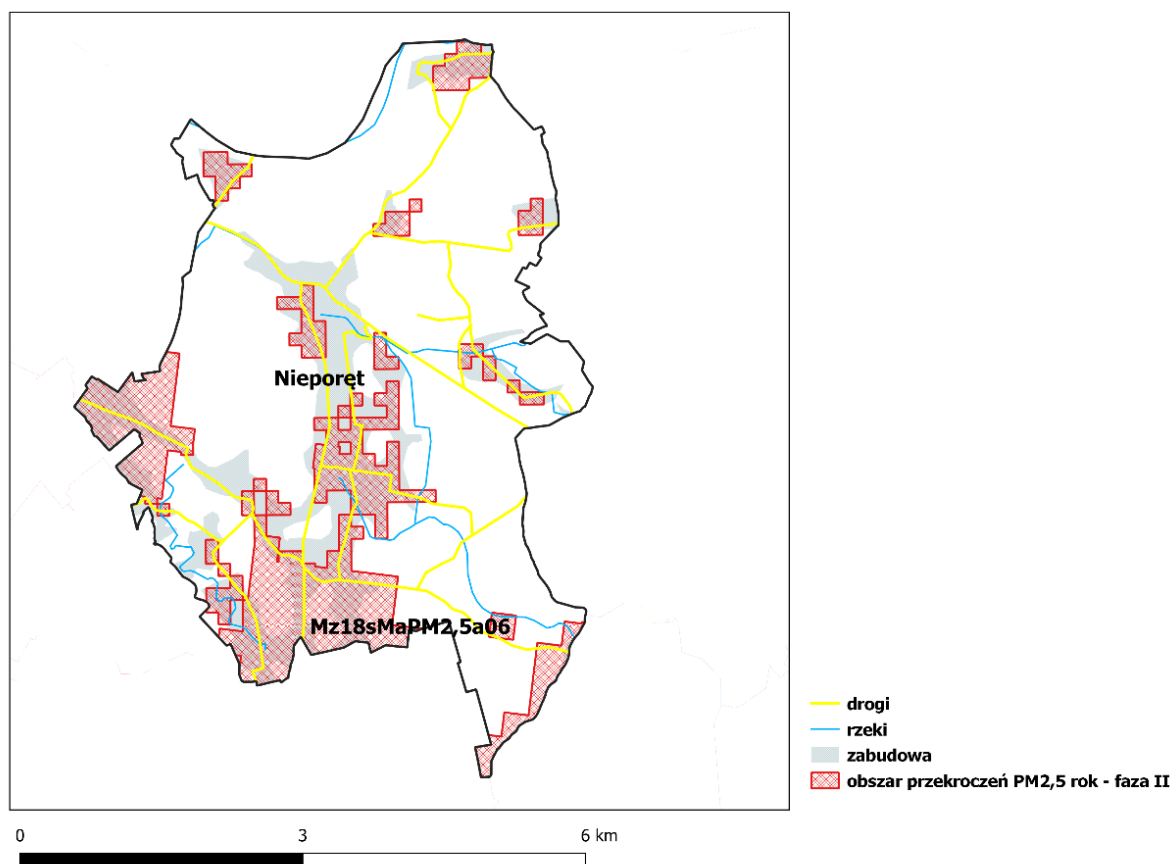 Nieporęt
Mz18sMaPM2,5a06
drogi
rzeki
zabudowa
obszar przekroczeń PM2,5 rok - faza II
0 3 6 km